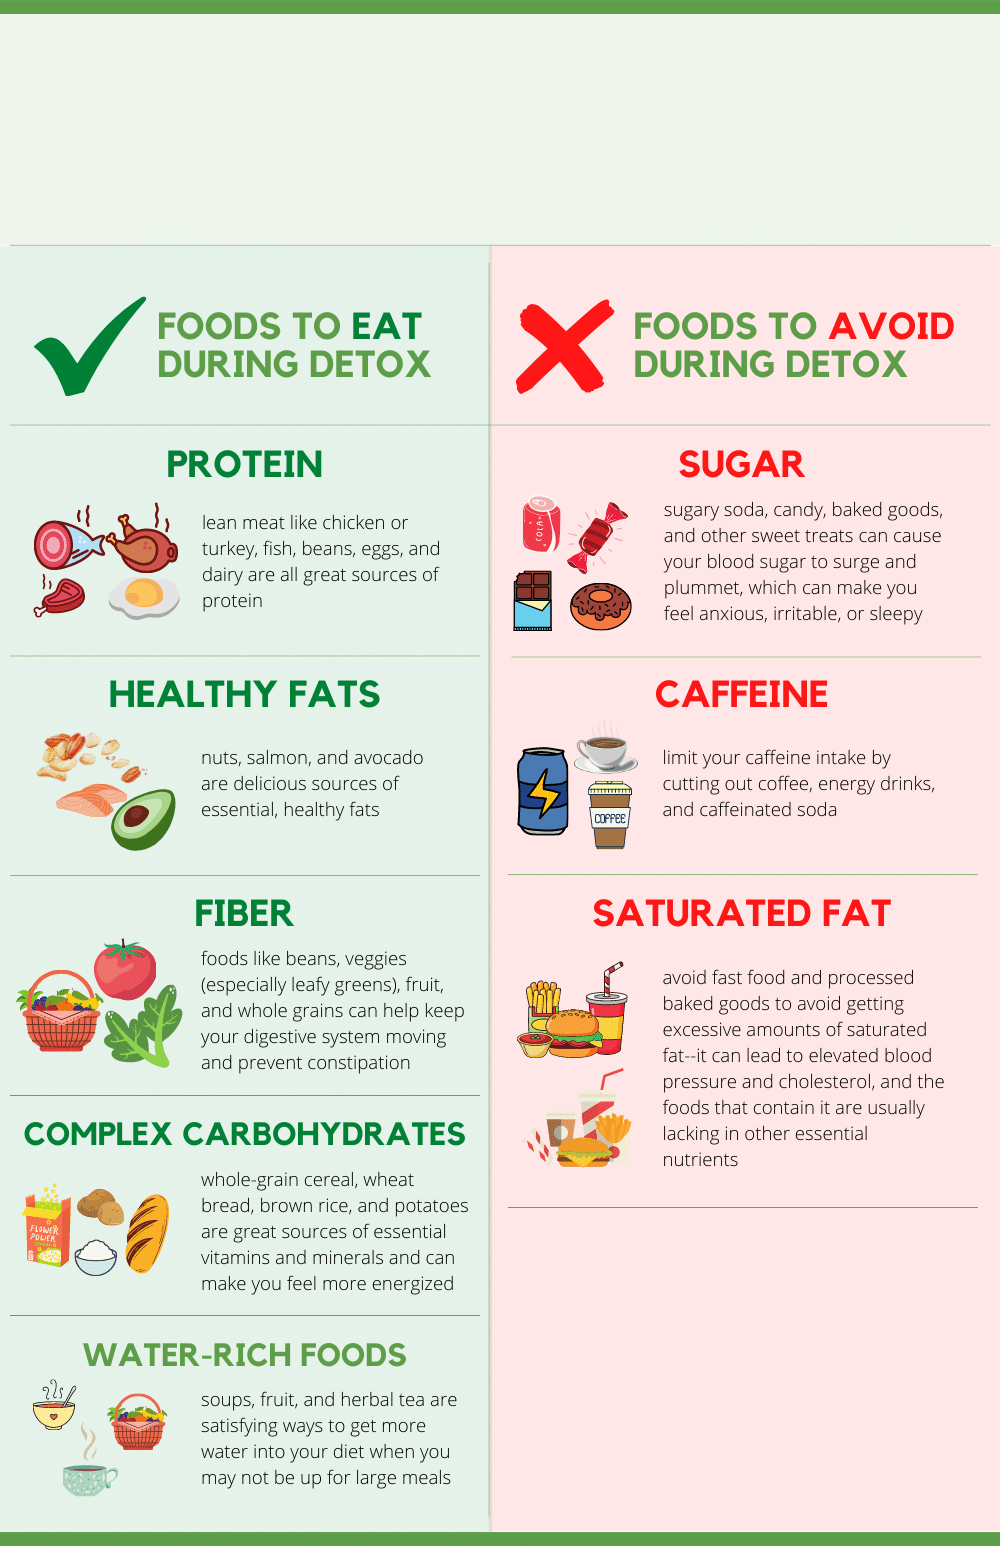 FOODS TO EAT
DURING DETOX
PROTEIN
lean meat like chicken or
turkey, fish, beans, eggs, and
dairy are all great sources of
protein
HEALTHY FATS
nuts, salmon, and avocado
are delicious sources of
essential, healthy fats
FIBER
foods like beans, veggies
(especially leafy greens), fruit,
and whole grains can help keep
your digestive system moving
and prevent constipation
COMPLEX CARBOHYDRATES
FLOWER
POWER
whole-grain cereal, wheat
bread, brown rice, and potatoes
are great sources of essential
vitamins and minerals and can
make you feel more energized
WATER-RICH FOODS
soups, fruit, and herbal tea are
satisfying ways to get more
water into your diet when you
may not be up for large meals
FOODS TO AVOID
DURING DETOX
SUGAR
COLA
sugary soda, candy, baked goods,
and other sweet treats can cause
your blood sugar to surge and
plummet, which can make you
feel anxious, irritable, or sleepy
CAFFEINE
COFFEE
limit your caffeine intake by
cutting out coffee, energy drinks,
and caffeinated soda
SATURATED FAT
avoid fast food and processed
baked goods to avoid getting
excessive amounts of saturated
fat--it can lead to elevated blood
pressure and cholesterol, and the
foods that contain it are usually
lacking in other essential
nutrients